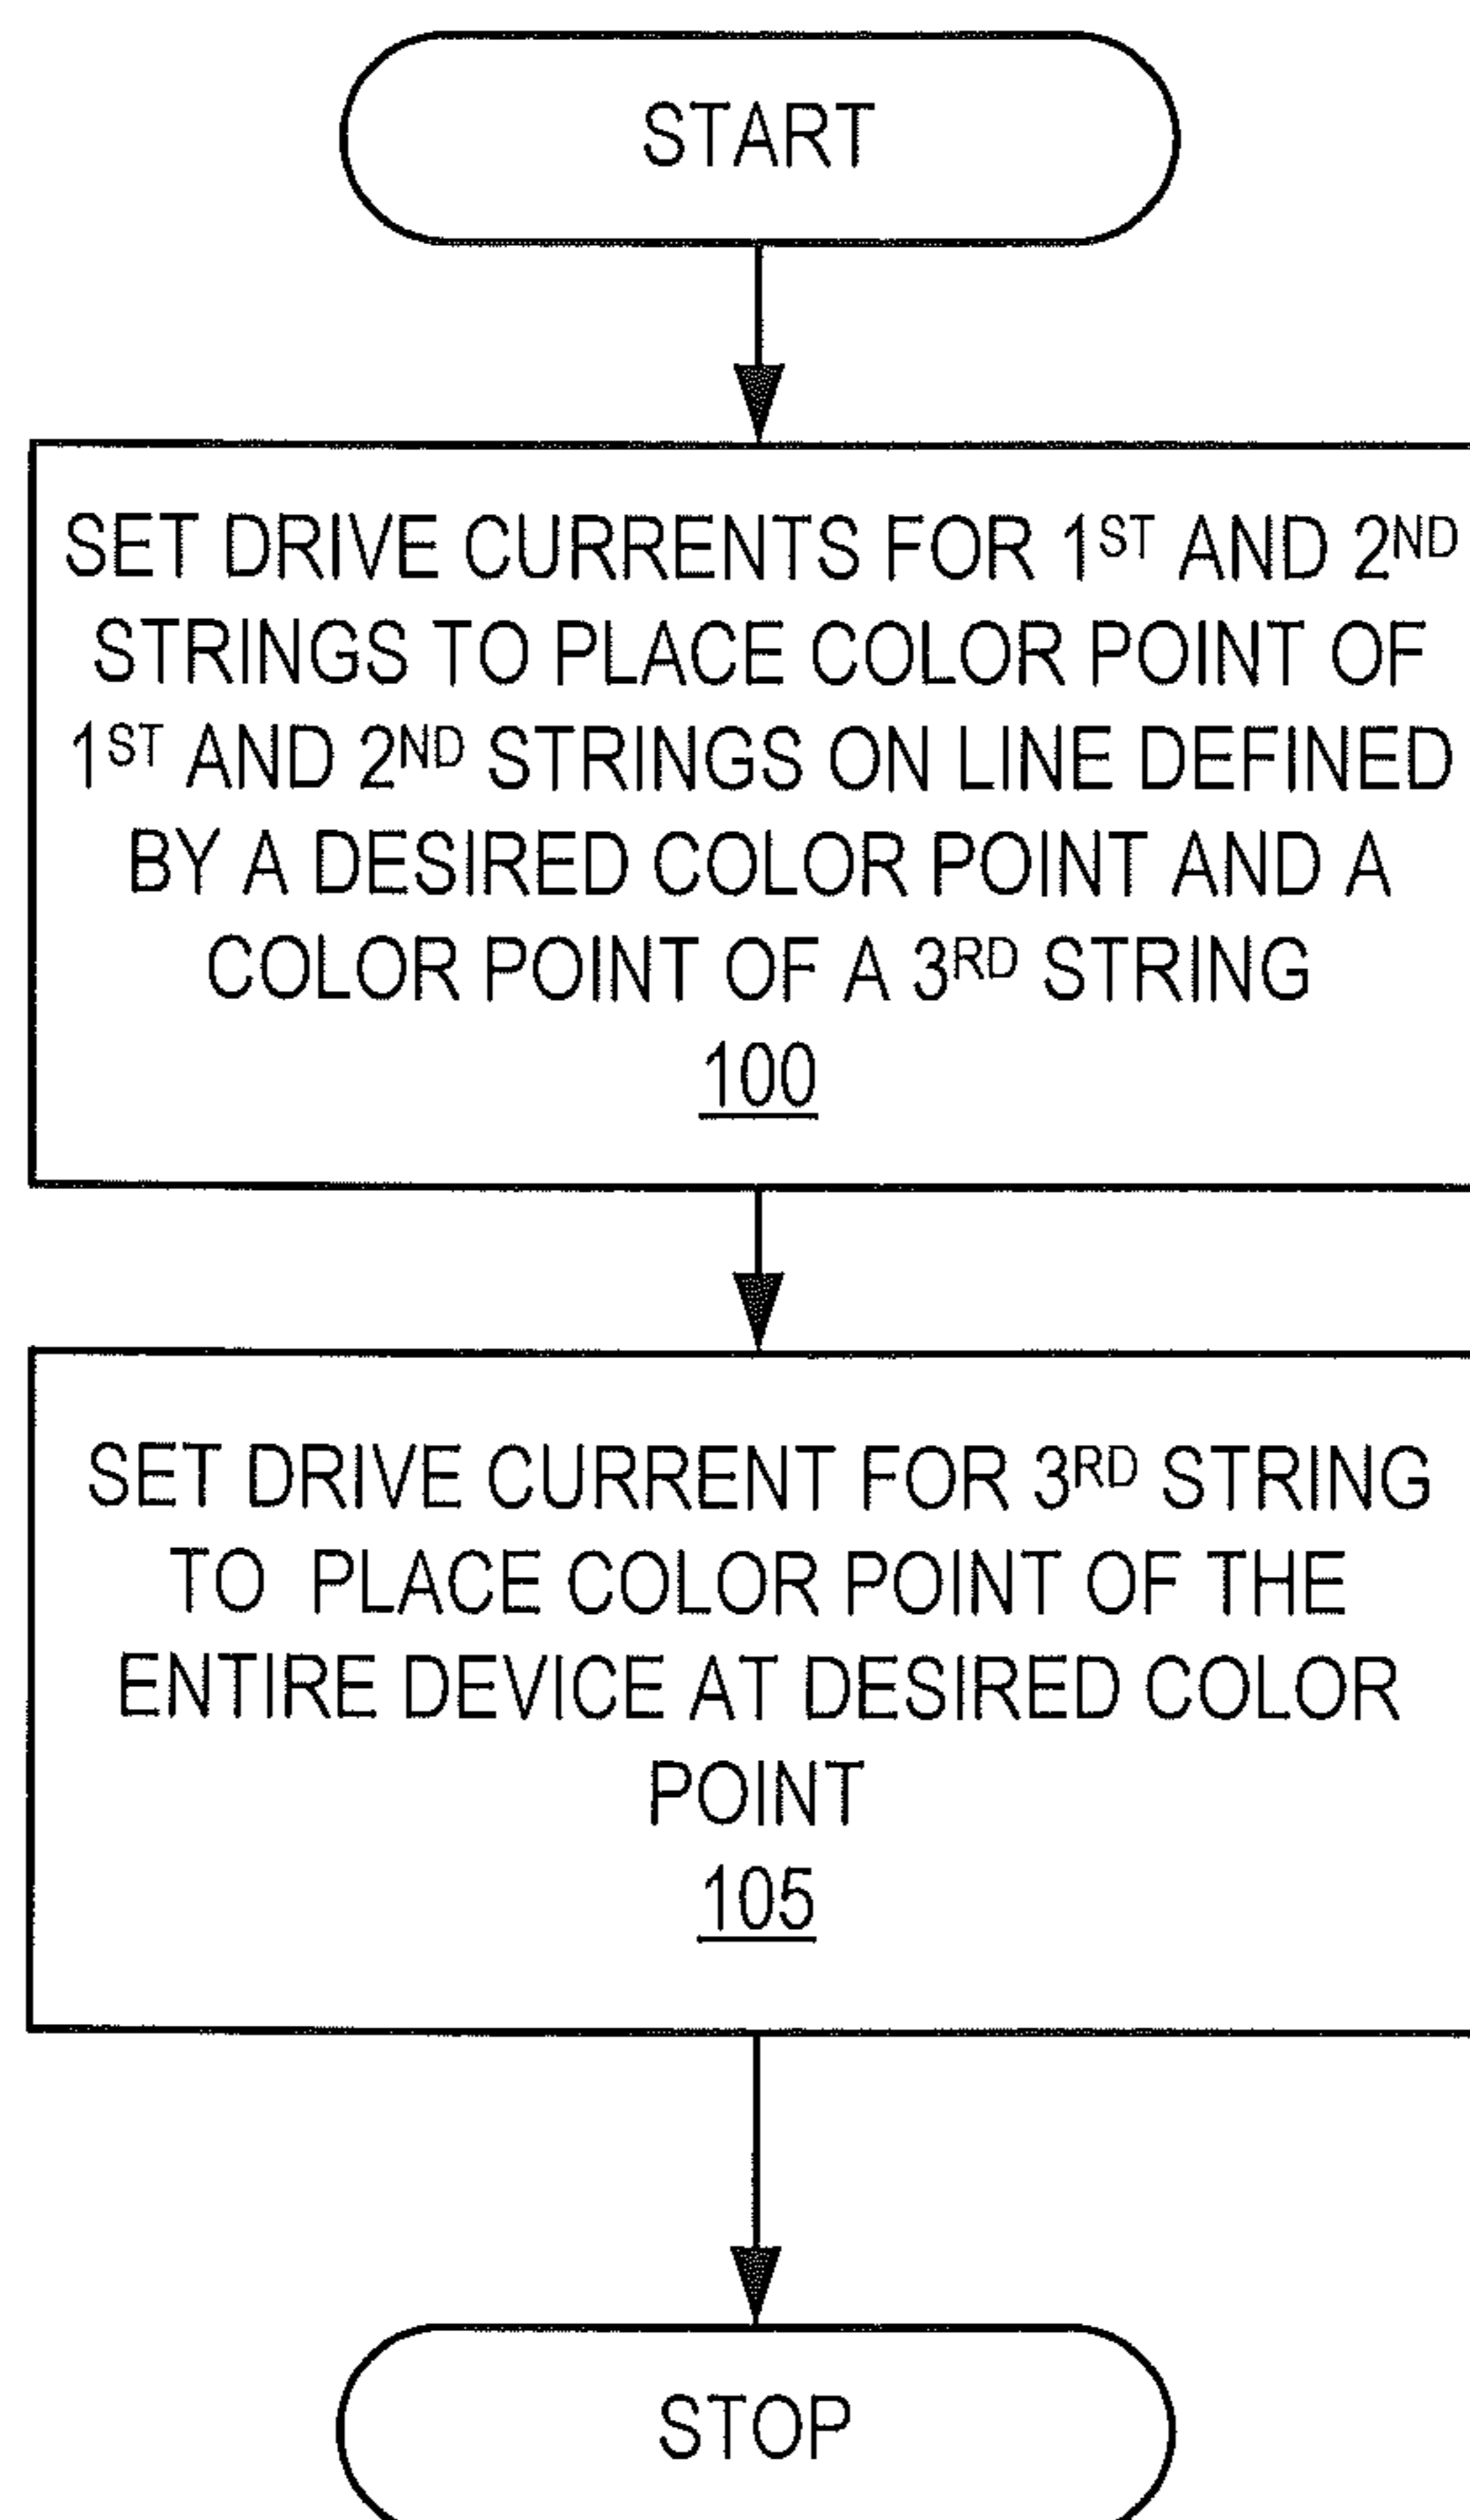 START
SET DRIVE CURRENTS FOR 1ST AND 2ND
STRINGS TO PLACE COLOR POINT OF
1ST AND 2ND STRINGS ON LINE DEFINED
BY A DESIRED COLOR POINT AND A
COLOR POINT OF A 3RD STRING
100
SET DRIVE CURRENT FOR 3RD STRING
TO PLACE COLOR POINT OF THE
ENTIRE DEVICE AT DESIRED COLOR
POINT
105
STOP